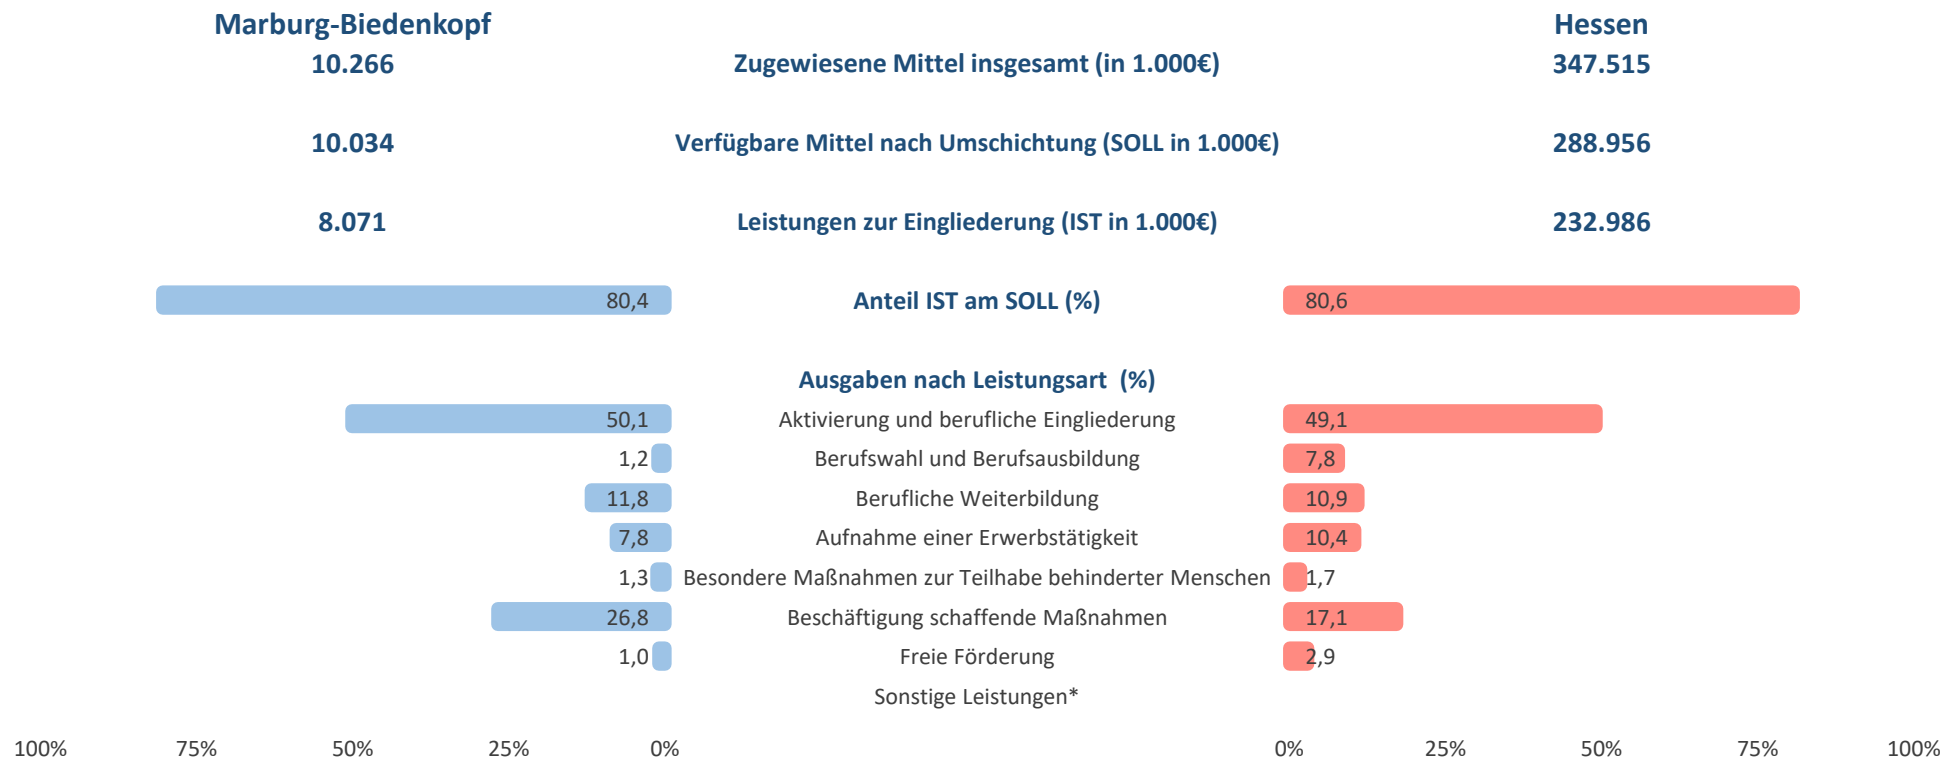 Marburg-Biedenkopf Hessen
10.266 Zugewiesene Mittel insgesamt (in 1.000€) 347.515
10.034 Verfügbare Mittel nach Umschichtung (SOLL in 1.000€) 288.956
8.071 Leistungen zur Eingliederung (IST in 1.000€) 232.986
80,4 Anteil IST am SOLL (%) 80,6
Ausgaben nach Leistungsart (%)
50,1 Aktivierung und berufliche Eingliederung 49,1
1,2 Berufswahl und Berufsausbildung 7,8
11,8 Berufliche Weiterbildung 10,9
7,8 Aufnahme einer Erwerbstätigkeit 10,4
1,3 Besondere Maßnahmen zur Teilhabe behinderter Menschen 1,7
26,8 Beschäftigung schaffende Maßnahmen 17,1
1,0 Freie Förderung 2,9
Sonstige Leistungen*
100% 75% 50% 25% 0% 0% 25% 50% 75% 100%